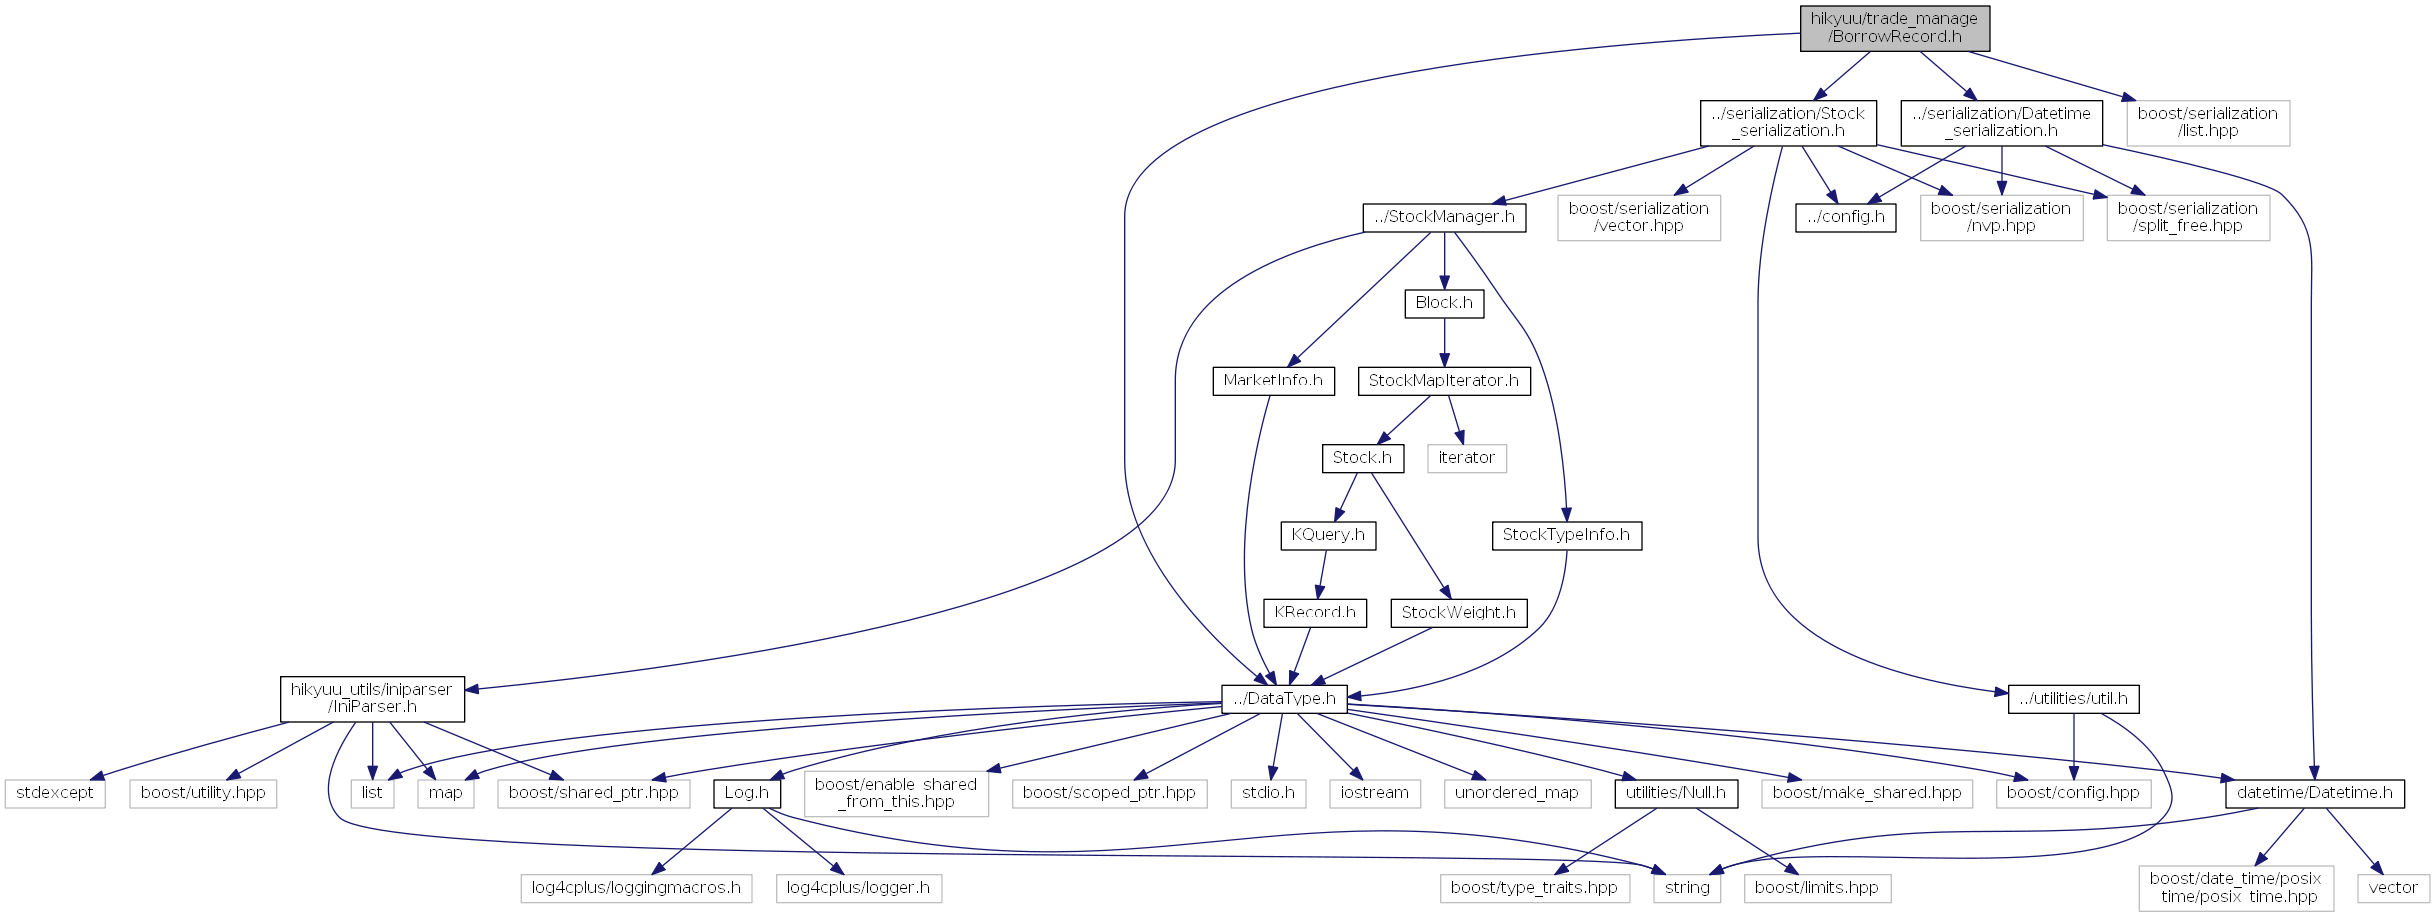 hikyuu/trade_manage
/BorrowRecord.h
../serialization/Stock
_serialization.h
../serialization/Datetime
_serialization.h
boost/serialization
/list.hpp
../StockManager.h
boost/serialization
/vector.hpp
../config.h
boost/serialization
/nvp.hpp
boost/serialization
/split_free.hpp
Block.h
MarketInfo.h
StockMapIterator.h
Stock.h
iterator
KQuery.h
StockTypeInfo.h
KRecord.h
StockWeight.h
hikyuu_utils/iniparser
/IniParser.h
../DataType.h
../utilities/util.h
stdexcept
boost/utility.hpp
list
map
boost/shared_ptr.hpp
Log.h
boost/enable_shared
_from_this.hpp
boost/scoped_ptr.hpp
stdio.h
iostream
unordered_map
utilities/Null.h
boost/make_shared.hpp
boost/config.hpp
datetime/Datetime.h
log4cplus/loggingmacros.h
log4cplus/logger.h
boost/type_traits.hpp
string
boost/limits.hpp
boost/date_time/posix
_time/posix_time.hpp
vector